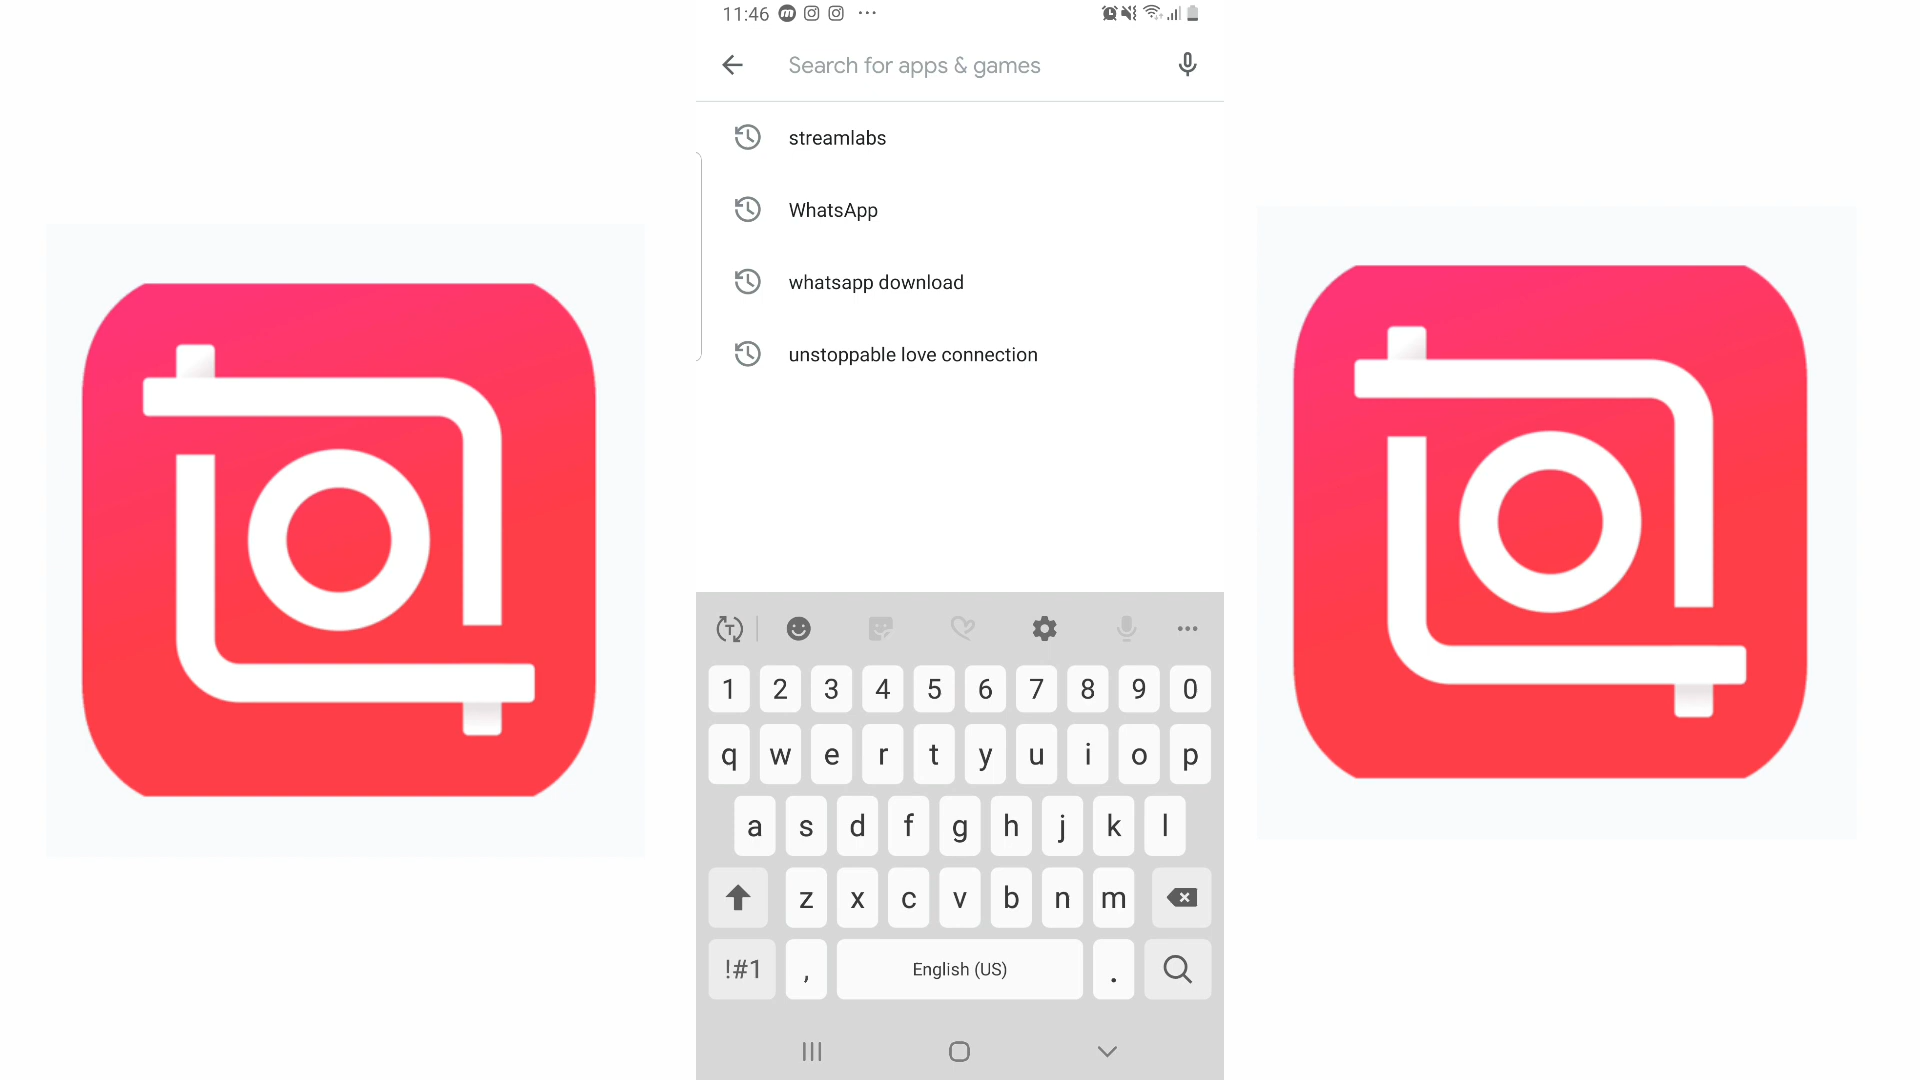 11:46
Search for apps & games
streamlabs
WhatsApp
whatsapp download
unstoppable love connection
1 2 3 4 5 6 7 8 9 0
q w e r t y u i o p
a s d f g h j k l
z x c v b n m
!#1 , English (US) .